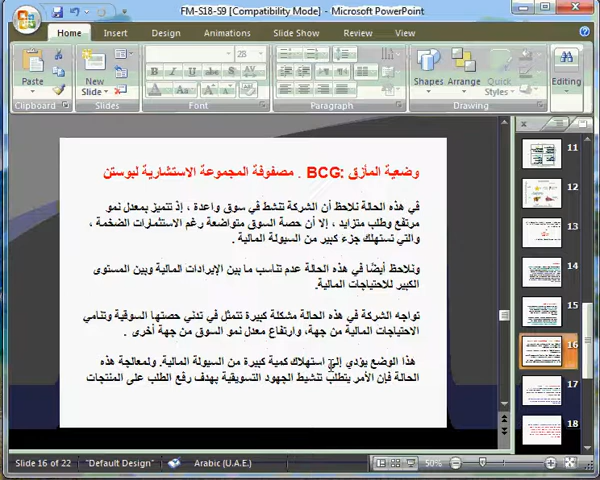 FM-S18-S9 [Compatibility Mode] - Microsoft PowerPoint
Home Insert Design Animations Slide Show Review View
Paste New Slide 28 Shapes Arrange Quick Styles Editing
B I U abe S AV
Aa A A
Clipboard Slides Font Paragraph Drawing
وضعية المأزق :BCG . مصفوفة المجموعة الاستشارية لبوستن
في هذه الحالة نلاحظ أن الشركة تنشط في سوق واعدة ، إذ تتميز بمعدل نمو
مرتفع وطلب متزايد ، إلا أن حصة السوق متواضعة رغم الاستثمارات الضخمة ،
والتي تستهلك جزء كبير من السيولة المالية .
ونلاحظ أيضًا في هذه الحالة عدم تناسب ما بين الإيرادات المالية وبين المستوى
الكبير للاحتياجات المالية.
تواجه الشركة في هذه الحالة مشكلة كبيرة تتمثل في تدني حصتها السوقية وتنامي
الاحتياجات المالية من جهة، وارتفاع معدل نمو السوق من جهة أخرى .
هذا الوضع يؤدي إلى استهلاك كمية كبيرة من السيولة المالية. ولمعالجة هذه
الحالة فإن الأمر يتطلب تنشيط الجهود التسويقية بهدف رفع الطلب على المنتجات
11
12
13
14
15
16
17
18
Slide 16 of 22 "Default Design" Arabic (U.A.E.) 50%